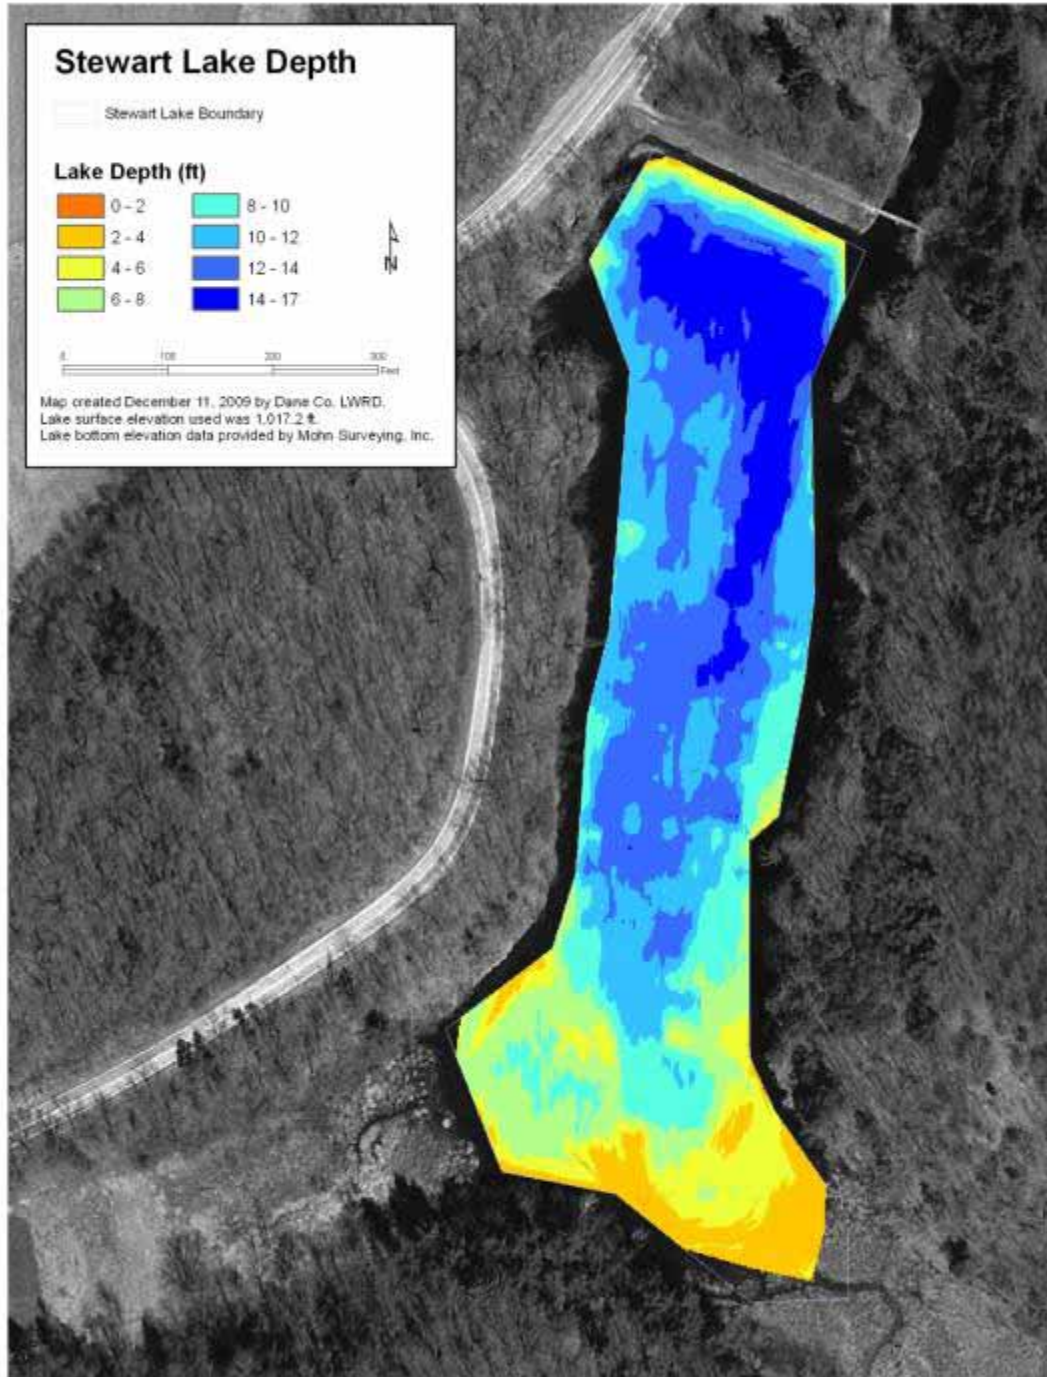 Stewart Lake Depth
Stewart Lake Boundary
Lake Depth (ft)
0 - 2
2 - 4
4 - 6
6 - 8
8 - 10
10 - 12
12 - 14
14 - 17
N
0 100 200 300
Feet
Map created December 11, 2009 by Dane Co. LWRD.
Lake surface elevation used was 1,017.2 ft.
Lake bottom elevation data provided by Mohn Surveying, Inc.